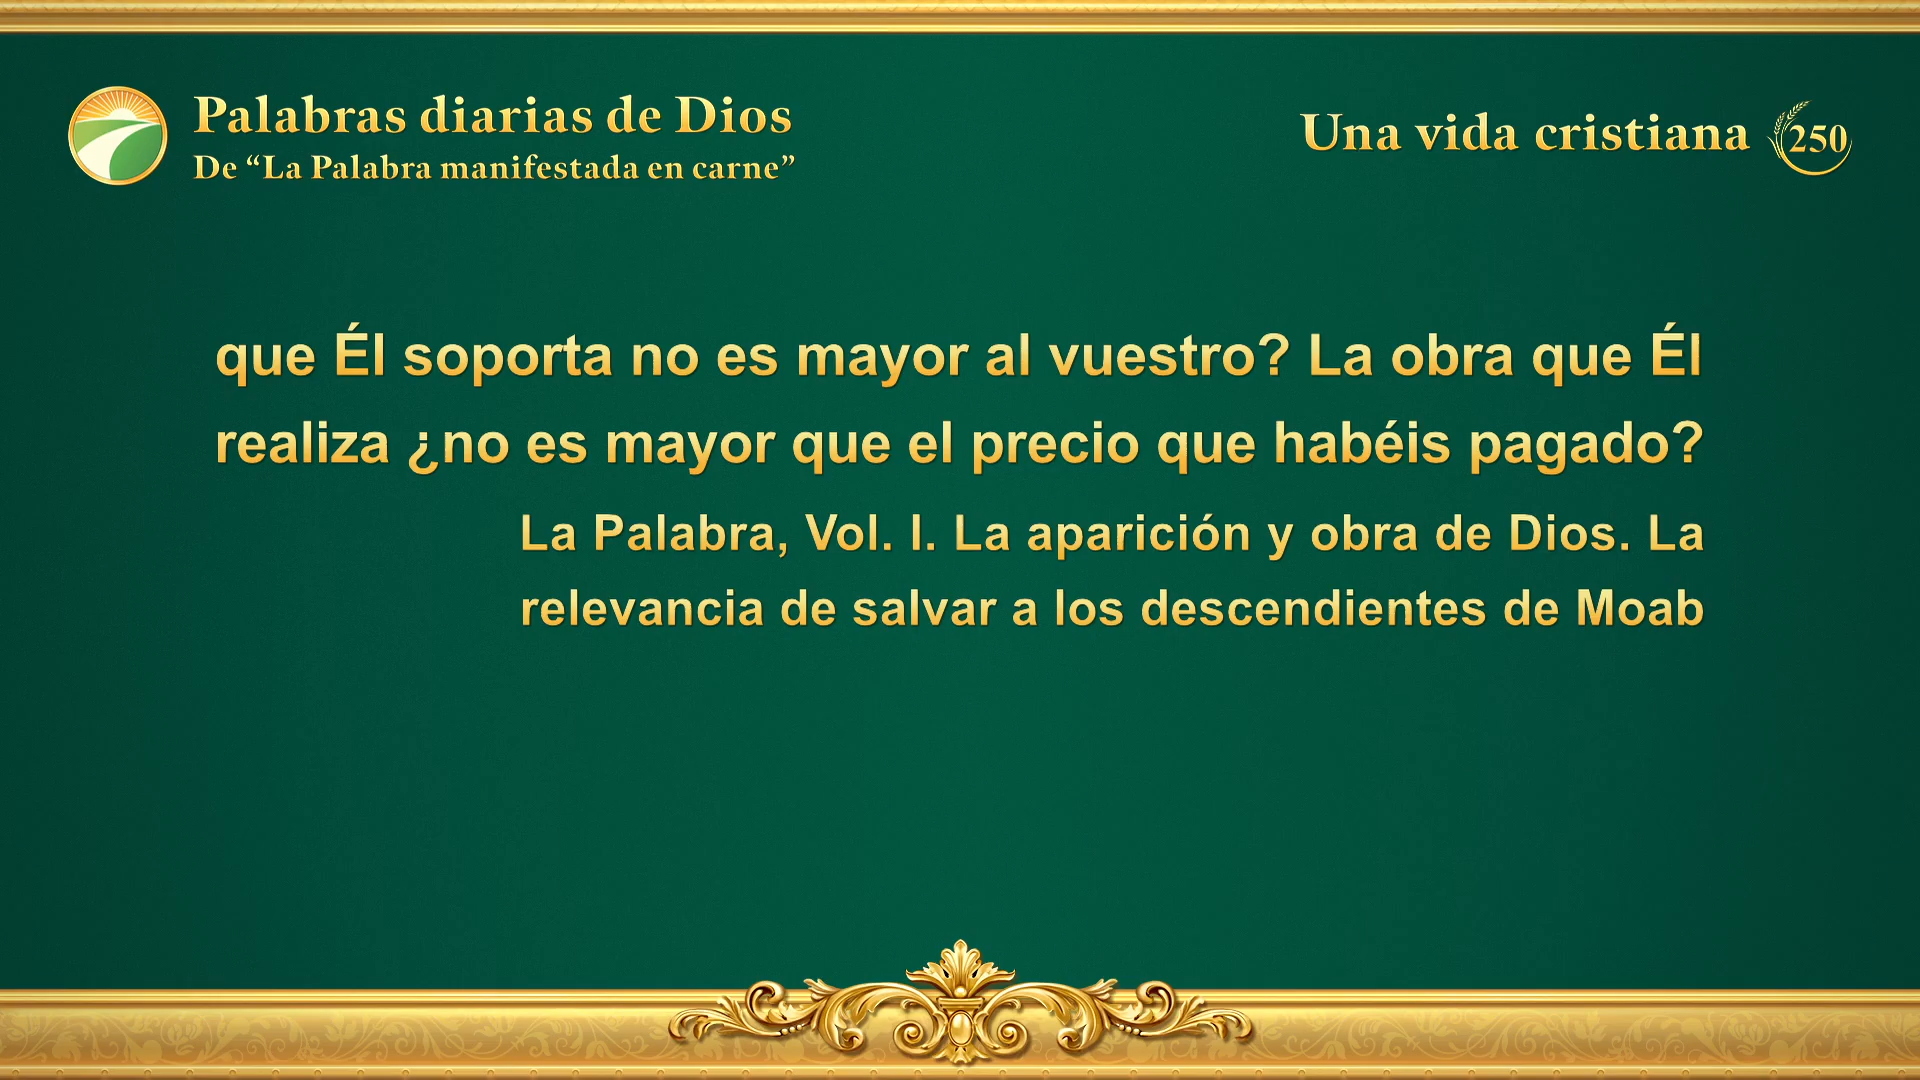 Palabras diarias de Dios
De “La Palabra manifestada en carne”
Una vida cristiana 250
que Él soporta no es mayor al vuestro? La obra que Él
realiza ¿no es mayor que el precio que habéis pagado?
La Palabra, Vol. I. La aparición y obra de Dios. La
relevancia de salvar a los descendientes de Moab